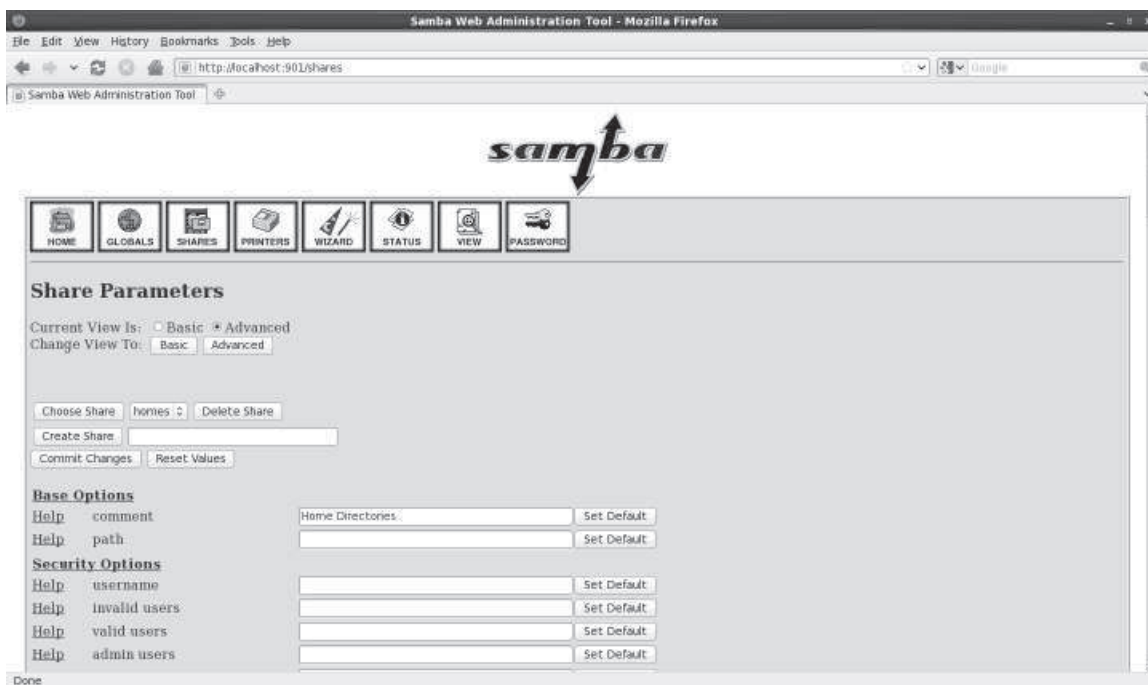 Samba Web Administration Tool - Mozilla Firefox
File Edit View History Bookmarks Tools Help
http://localhost:901/shares Google
Samba Web Administration Tool
samba
HOME GLOBALS SHARES PRINTERS WIZARD STATUS VIEW PASSWORD
Share Parameters
Current View Is: Basic Advanced
Change View To: Basic Advanced
Choose Share homes Delete Share
Create Share
Commit Changes Reset Values
Base Options
Help comment Home Directories Set Default
Help path Set Default
Security Options
Help username Set Default
Help invalid users Set Default
Help valid users Set Default
Help admin users Set Default
Done